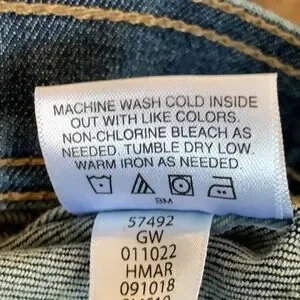 MACHINE WASH COLD INSIDE
OUT WITH LIKE COLORS.
NON-CHLORINE BLEACH AS
NEEDED. TUMBLE DRY LOW.
WARM IRON AS NEEDED.
BM
57492
GW
011022
HMAR
091018